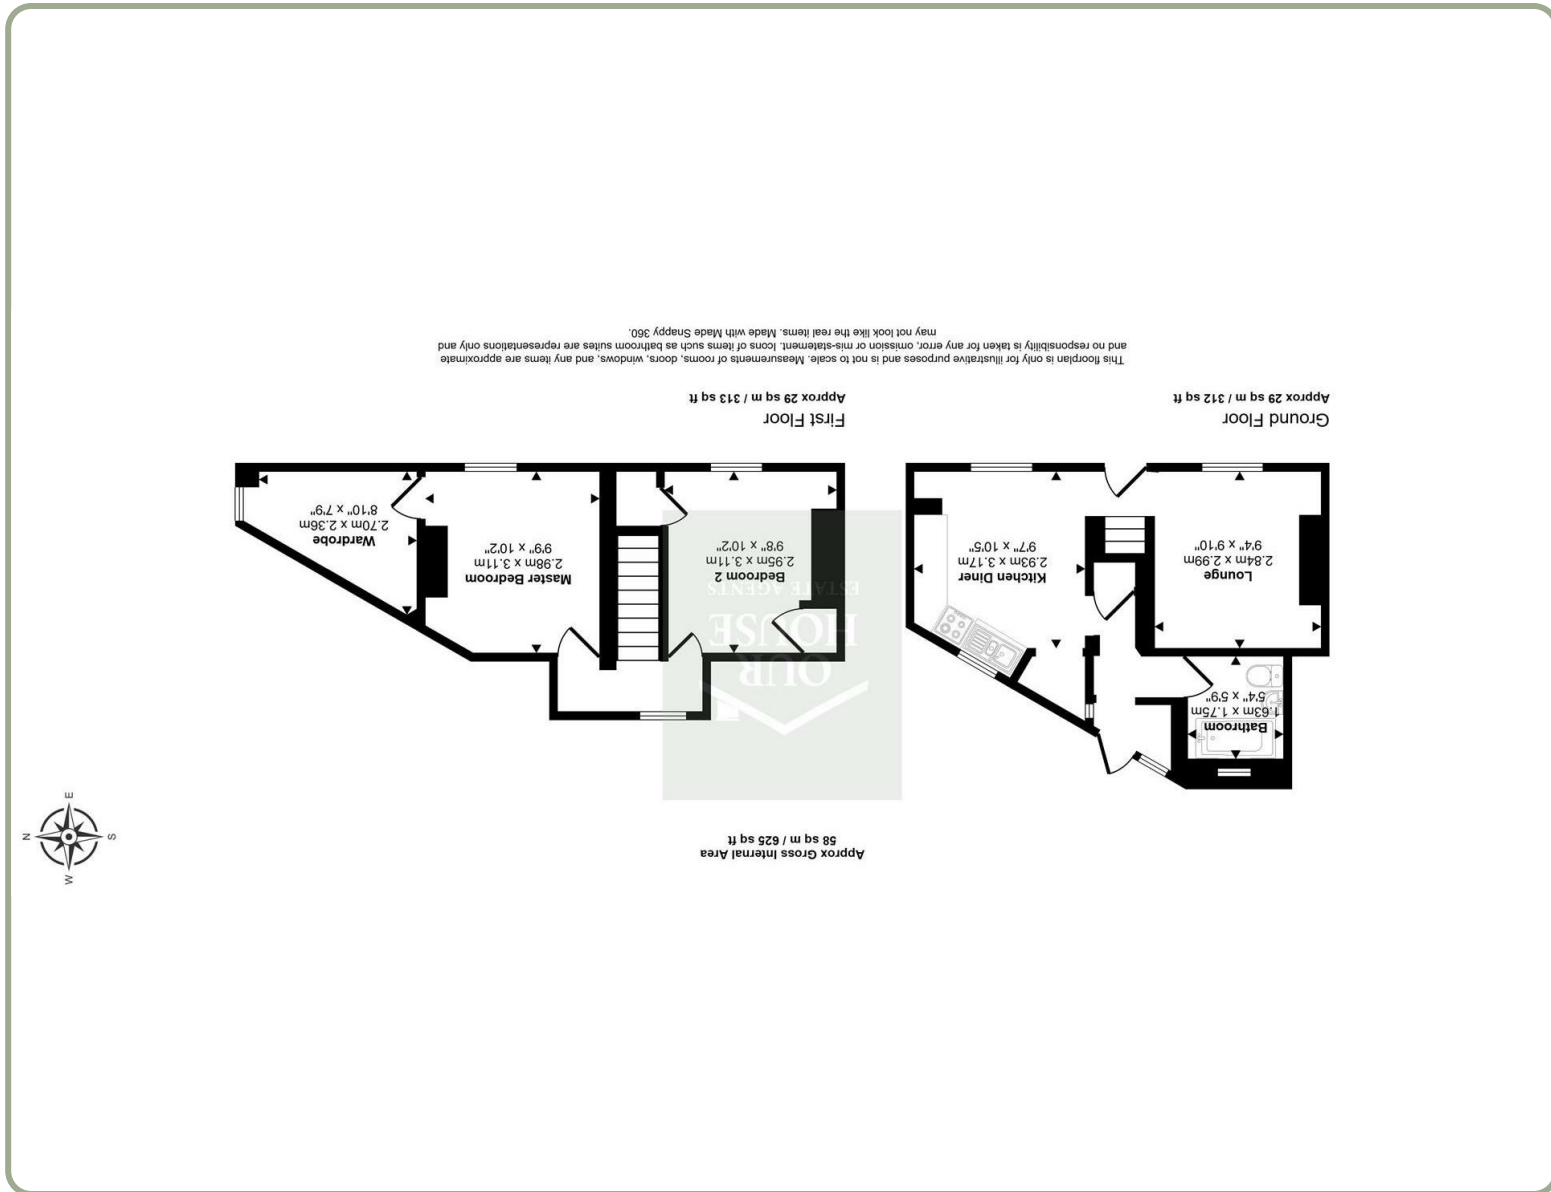 Approx Gross Internal Area
58 sq m / 625 sq ft
Bathroom
1.63m x 1.75m
5'4" x 5'9"
Lounge
2.84m x 2.99m
9'4" x 9'10"
Kitchen Diner
2.93m x 3.17m
9'7" x 10'5"
Bedroom 2
2.95m x 3.11m
9'8" x 10'2"
Master Bedroom
2.98m x 3.11m
9'9" x 10'2"
Wardrobe
2.70m x 2.36m
8'10" x 7'9"
OUR
HOUSE
ESTATE AGENTS
Ground Floor
Approx 29 sq m / 312 sq ft
First Floor
Approx 29 sq m / 313 sq ft
This floorplan is only for illustrative purposes and is not to scale. Measurements of rooms, doors, windows, and any items are approximate
and no responsibility is taken for any error, omission or mis-statement. Icons of items such as bathroom suites are representations only and
may not look like the real items. Made with Made Snappy 360.
W
S
N
E